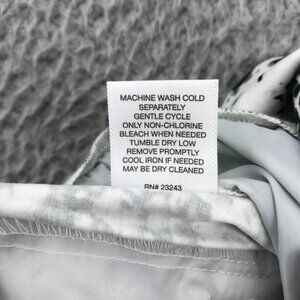 MACHINE WASH COLD
SEPARATELY
GENTLE CYCLE
ONLY NON-CHLORINE
BLEACH WHEN NEEDED
TUMBLE DRY LOW
REMOVE PROMPTLY
COOL IRON IF NEEDED
MAY BE DRY CLEANED
RN# 23243